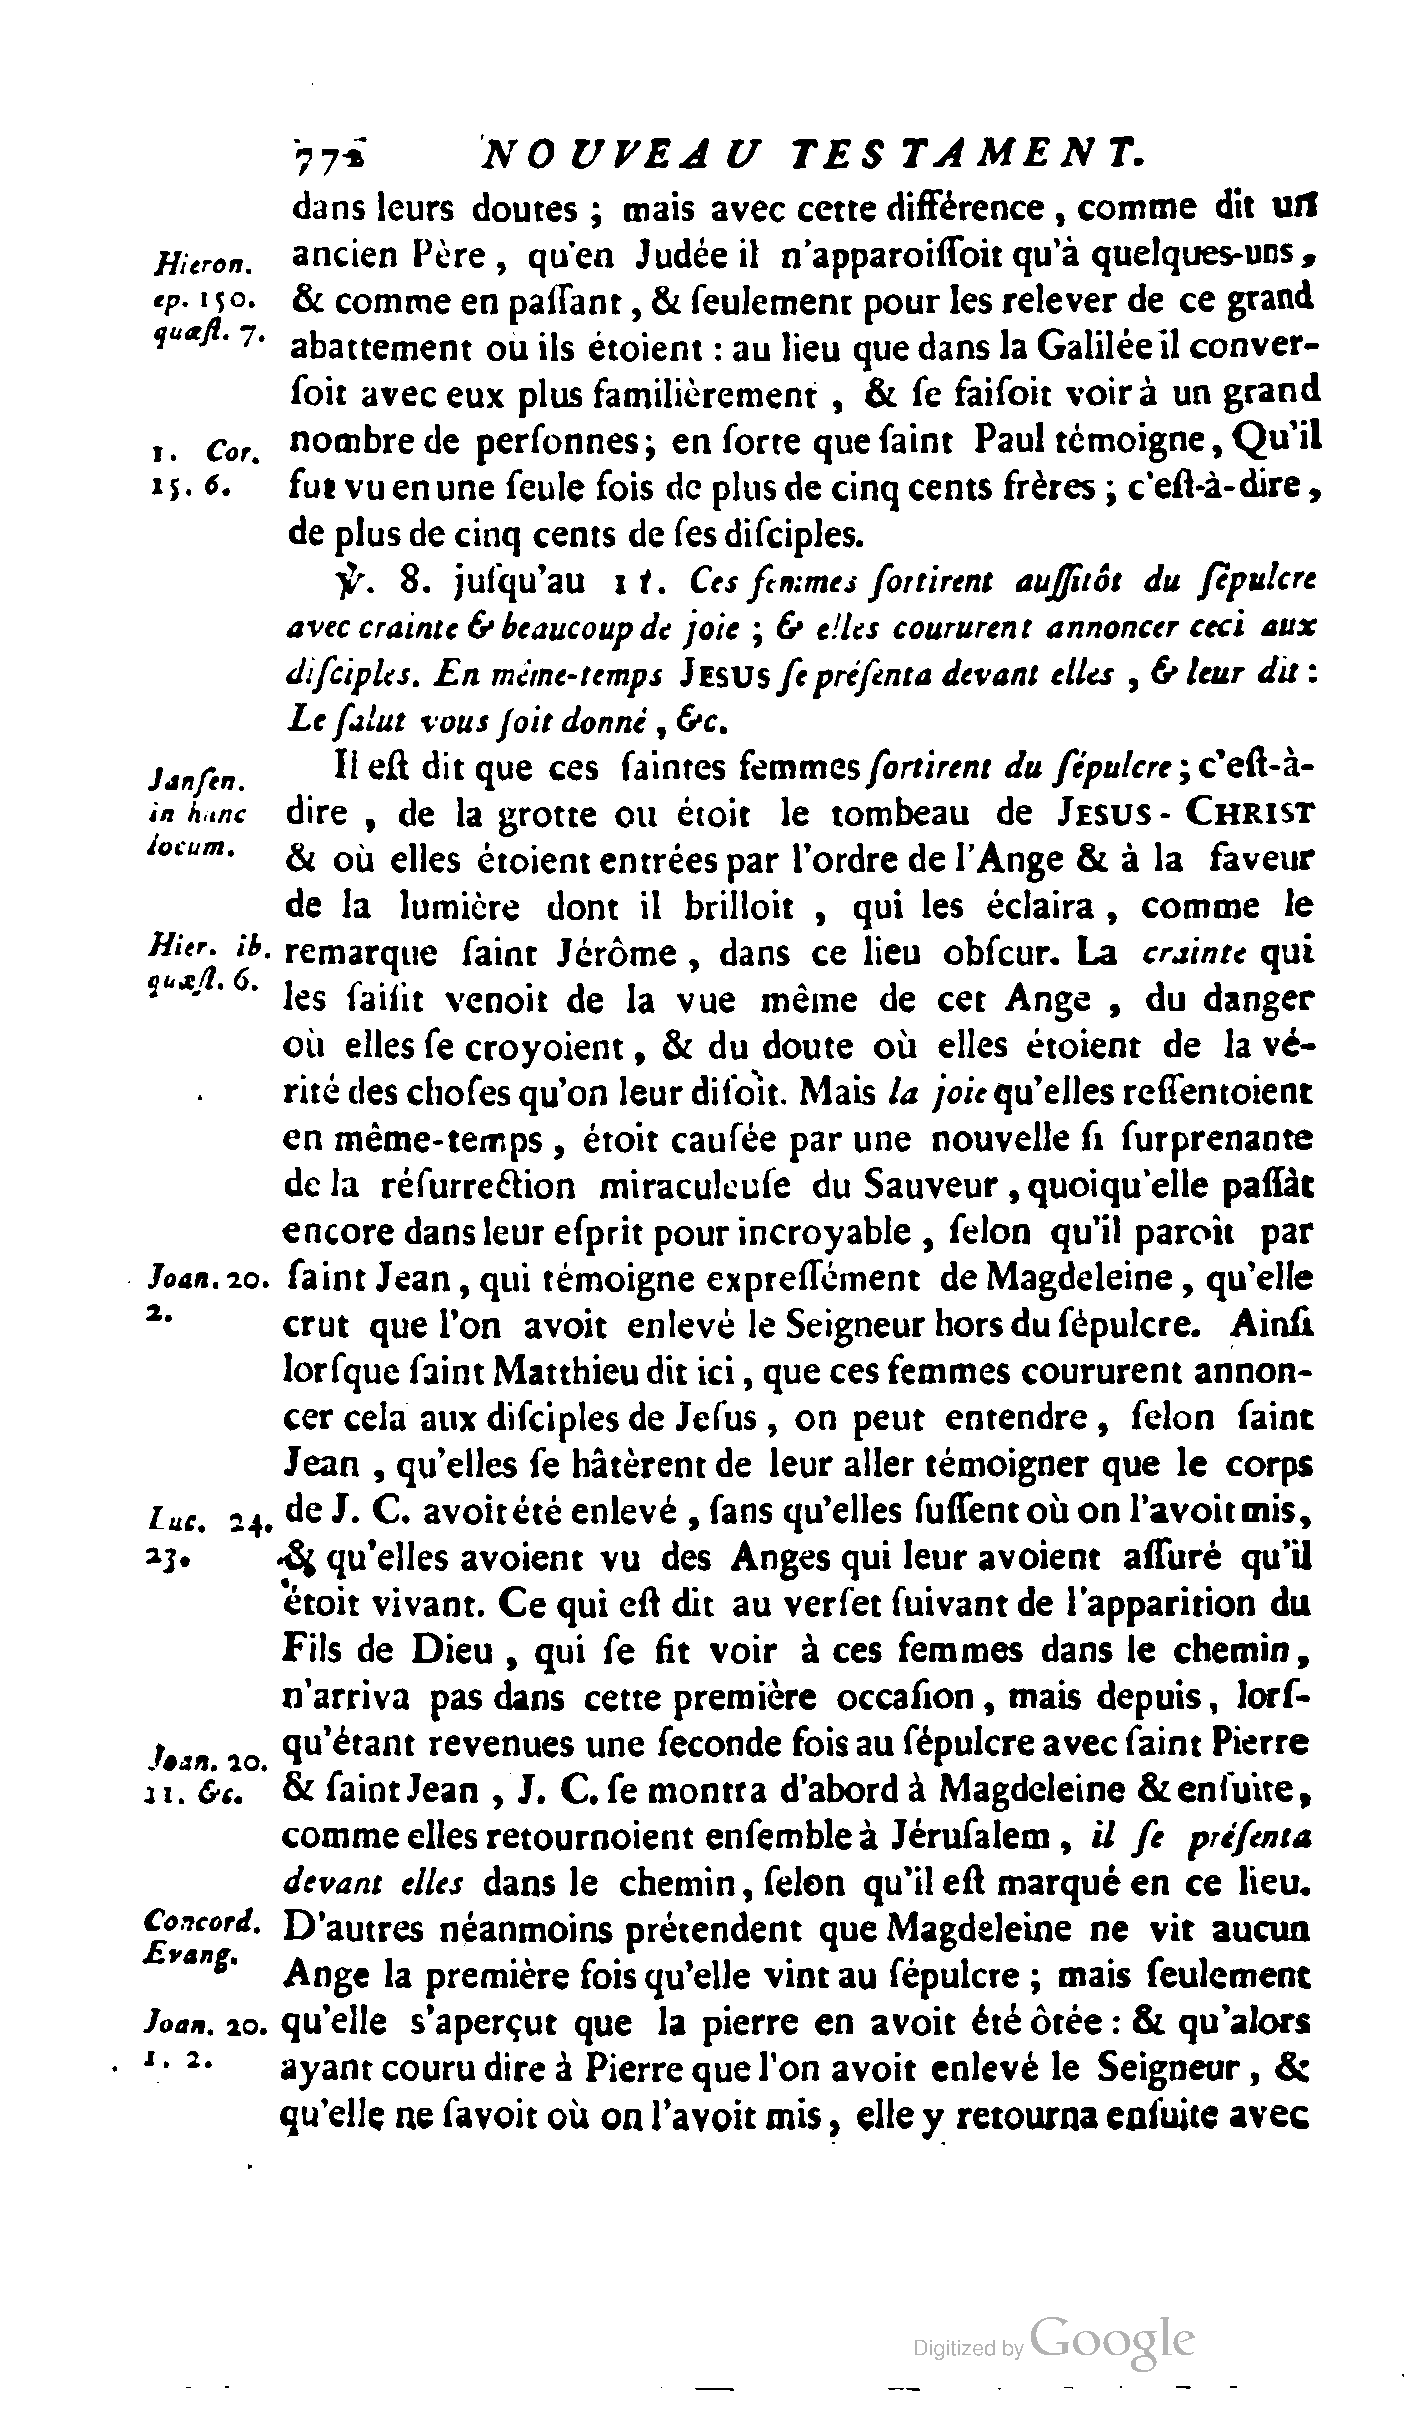 772 NOUVEAU TESTAMENT.
dans leurs doutes ; mais avec cette différence , comme dit un
Hieron. ancien Père , qu'en Judée il n'apparoiſſoit qu'à quelques-uns ,
ep. 150. & comme en paſſant , & ſeulement pour les relever de ce grand
quæſt. 7. abattement où ils étoient : au lieu que dans la Galilée il conver-
ſoit avec eux plus familièrement , & ſe faiſoit voir à un grand
1. Cor. nombre de perſonnes ; en ſorte que ſaint Paul témoigne , Qu'il
15. 6. fut vu en une ſeule fois de plus de cinq cents frères ; c'eſt-à-dire ,
de plus de cinq cents de ſes diſciples.
℣. 8. juſqu'au 11. Ces femmes ſortirent auſſitôt du ſépulcre
avec crainte & beaucoup de joie ; & elles coururent annoncer ceci aux
diſciples. En même-temps JESUS ſe préſenta devant elles , & leur dit :
Le ſalut vous ſoit donné , &c.
Janſen. Il eſt dit que ces ſaintes femmes ſortirent du ſépulcre ; c'eſt-à-
in hunc dire , de la grotte où étoit le tombeau de JESUS - CHRIST
locum. & où elles étoient entrées par l'ordre de l'Ange & à la faveur
de la lumière dont il brilloit , qui les éclaira , comme le
Hier. ib. remarque ſaint Jérôme , dans ce lieu obſcur. La crainte qui
quæſt. 6. les ſaiſit venoit de la vue même de cet Ange , du danger
où elles ſe croyoient , & du doute où elles étoient de la vé-
rité des choſes qu'on leur diſoit. Mais la joie qu'elles reſſentoient
en même-temps , étoit cauſée par une nouvelle ſi ſurprenante
de la réſurrection miraculeuſe du Sauveur , quoiqu'elle paſſât
encore dans leur eſprit pour incroyable , ſelon qu'il paroît par
Joan. 20. ſaint Jean , qui témoigne expreſſément de Magdeleine , qu'elle
2. crut que l'on avoit enlevé le Seigneur hors du ſépulcre. Ainſi
lorſque ſaint Matthieu dit ici , que ces femmes coururent annon-
cer cela aux diſciples de Jeſus , on peut entendre , ſelon ſaint
Jean , qu'elles ſe hâtèrent de leur aller témoigner que le corps
Luc. 24. de J. C. avoit été enlevé , ſans qu'elles ſuſſent où on l'avoit mis,
23. & qu'elles avoient vu des Anges qui leur avoient aſſuré qu'il
étoit vivant. Ce qui eſt dit au verſet ſuivant de l'apparition du
Fils de Dieu , qui ſe fit voir à ces femmes dans le chemin ,
n'arriva pas dans cette première occaſion , mais depuis , lorſ-
Joan. 20. qu'étant revenues une ſeconde fois au ſépulcre avec ſaint Pierre
11. &c. & ſaint Jean , J. C. ſe montra d'abord à Magdeleine & enſuite,
comme elles retournoient enſemble à Jéruſalem , il ſe préſenta
devant elles dans le chemin , ſelon qu'il eſt marqué en ce lieu.
Concord. D'autres néanmoins prétendent que Magdeleine ne vit aucun
Evang. Ange la première fois qu'elle vint au ſépulcre ; mais ſeulement
Joan. 20. qu'elle s'aperçut que la pierre en avoit été ôtée : & qu'alors
1. 2. ayant couru dire à Pierre que l'on avoit enlevé le Seigneur , &
qu'elle ne ſavoit où on l'avoit mis , elle y retourna enſuite avec
Digitized by Google